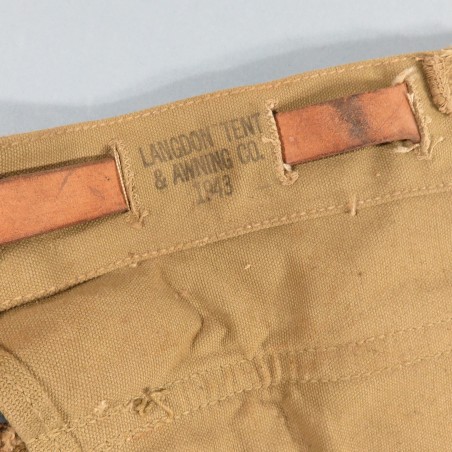 LANGDON TENT
& AWNING CO.
1943